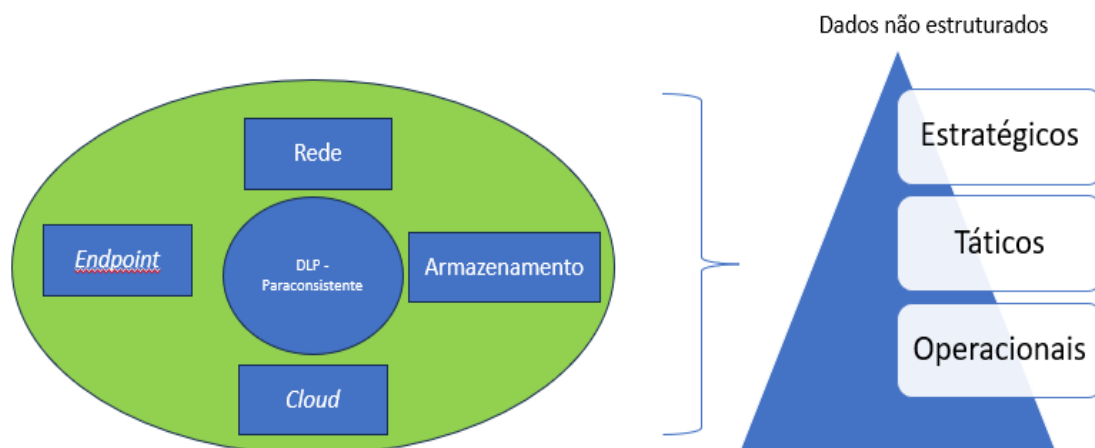 Dados não estruturados
Rede
Endpoint
DLP -
Paraconsistente
Armazenamento
Cloud
Estratégicos
Táticos
Operacionais